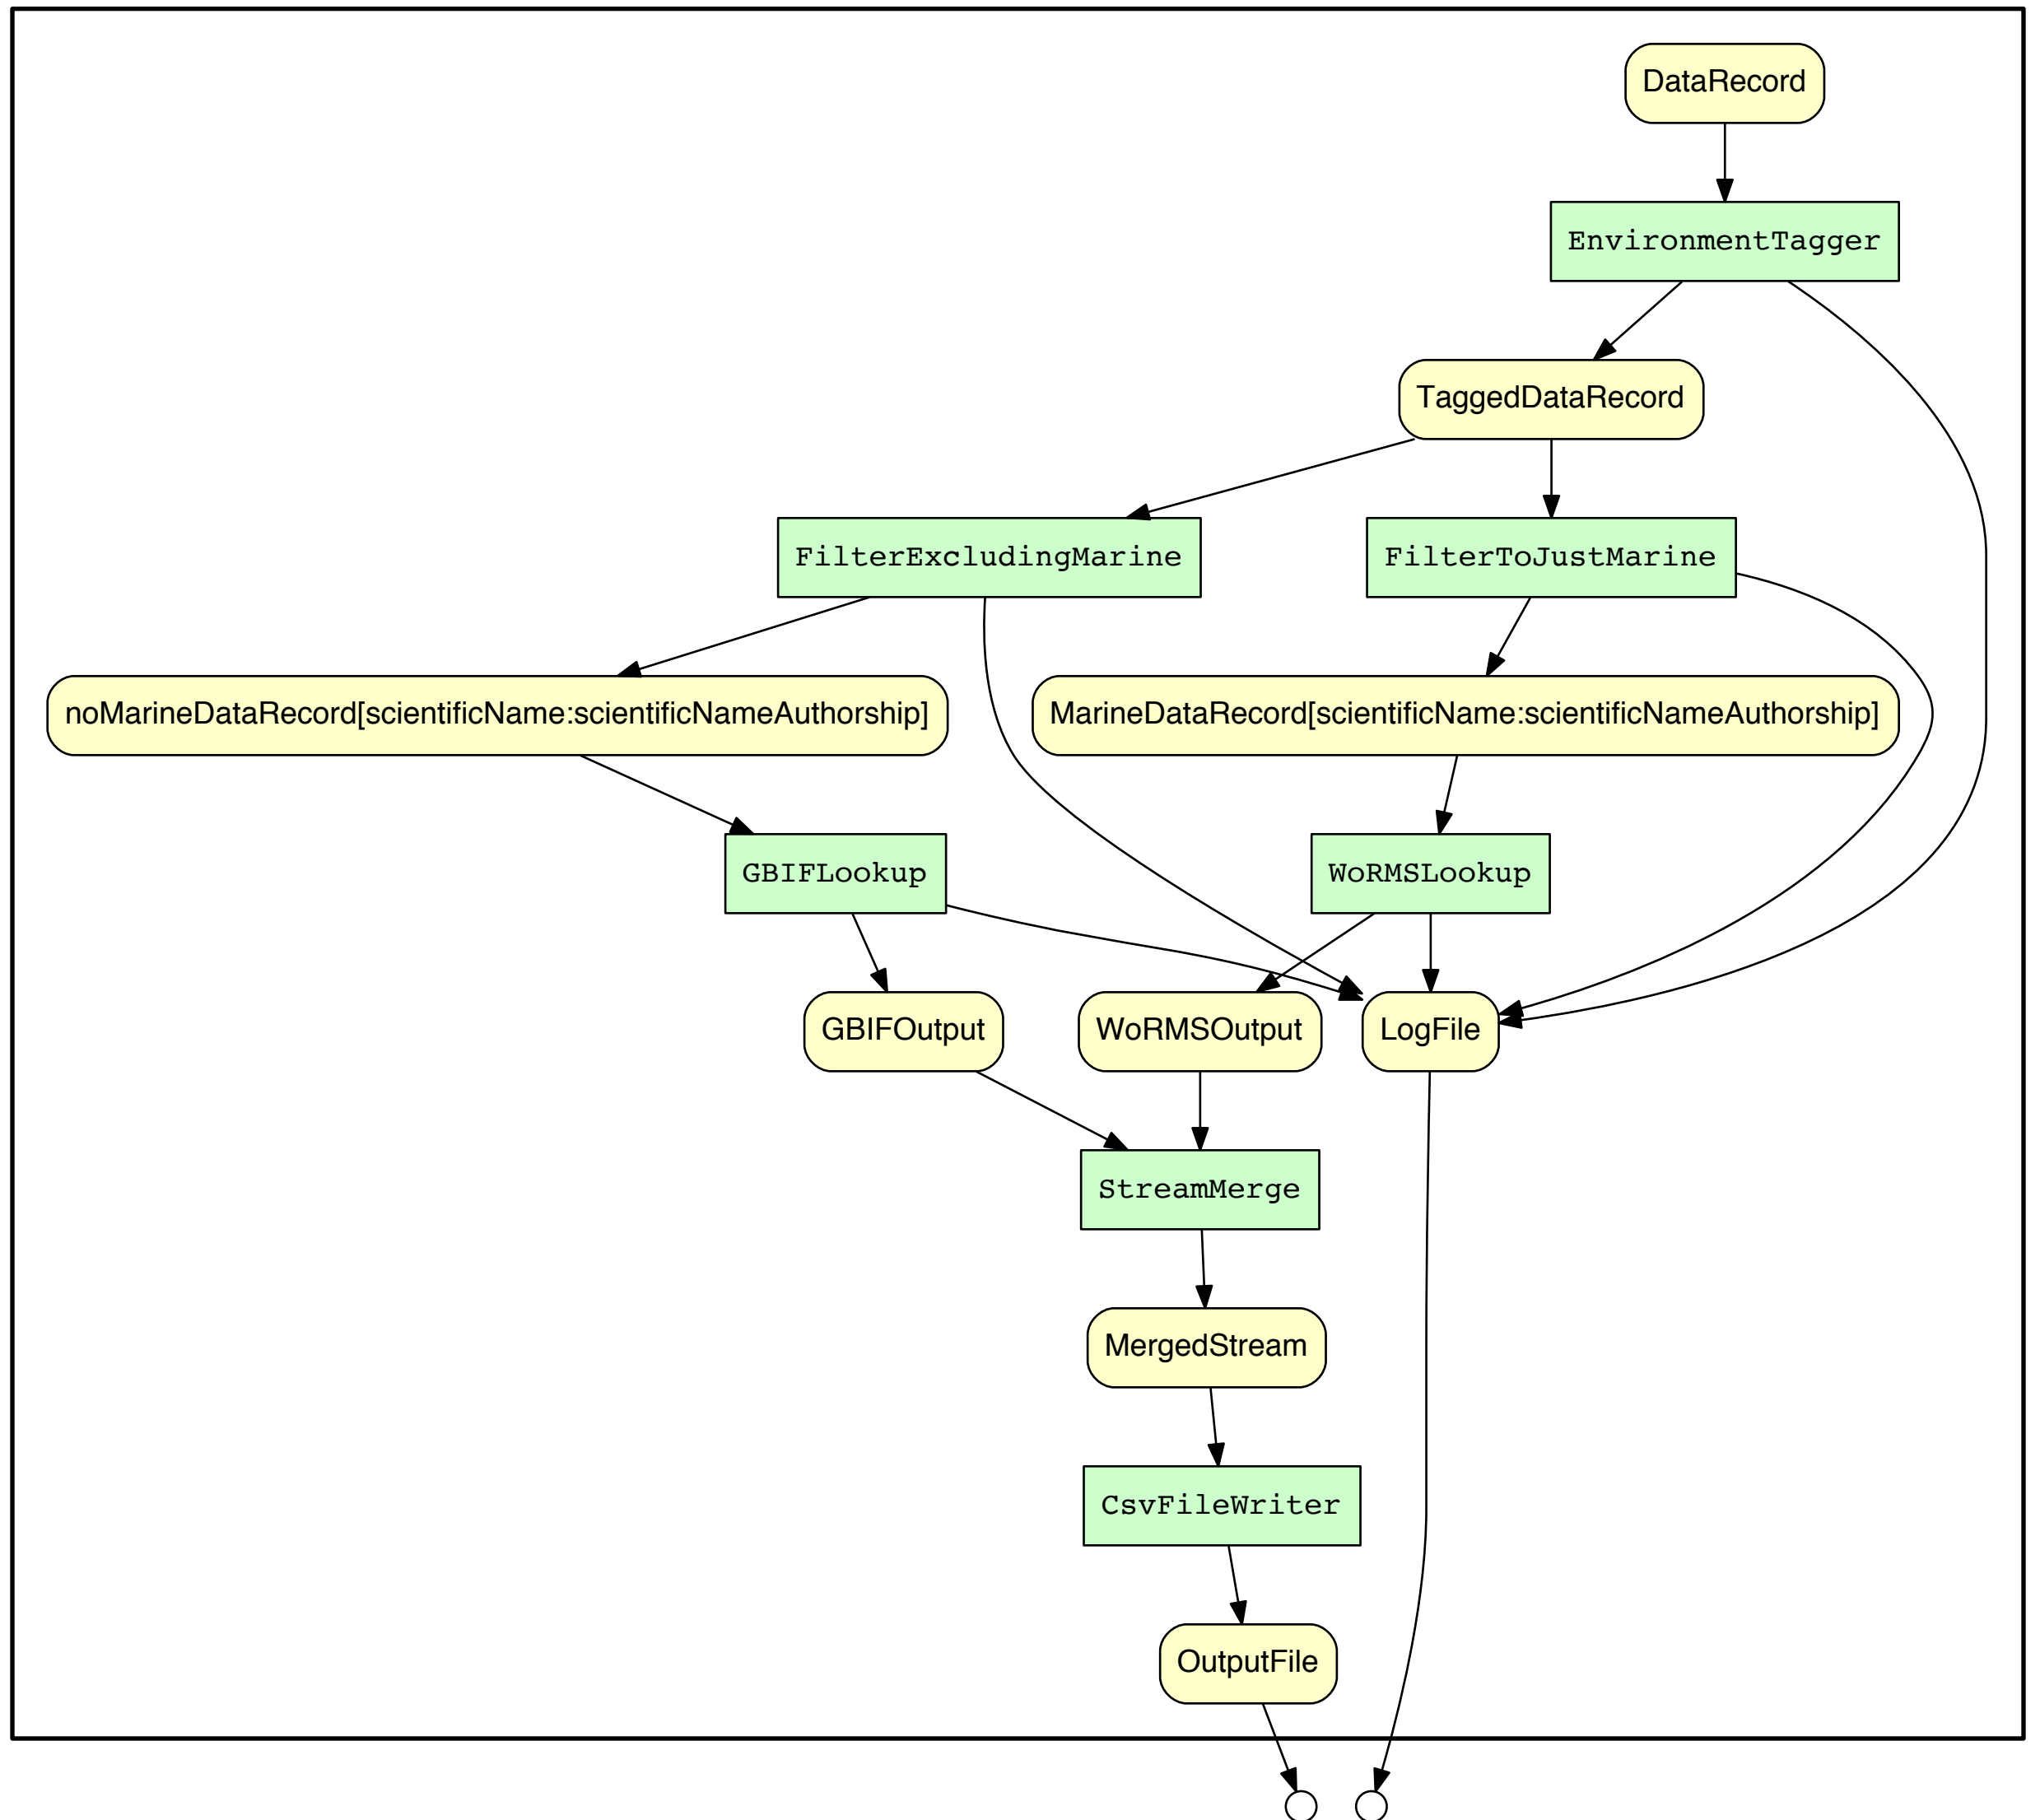 DataRecord
EnvironmentTagger
TaggedDataRecord
FilterExcludingMarine
FilterToJustMarine
noMarineDataRecord[scientificName:scientificNameAuthorship]
MarineDataRecord[scientificName:scientificNameAuthorship]
GBIFLookup
WoRMSLookup
GBIFOutput
WoRMSOutput
LogFile
StreamMerge
MergedStream
CsvFileWriter
OutputFile